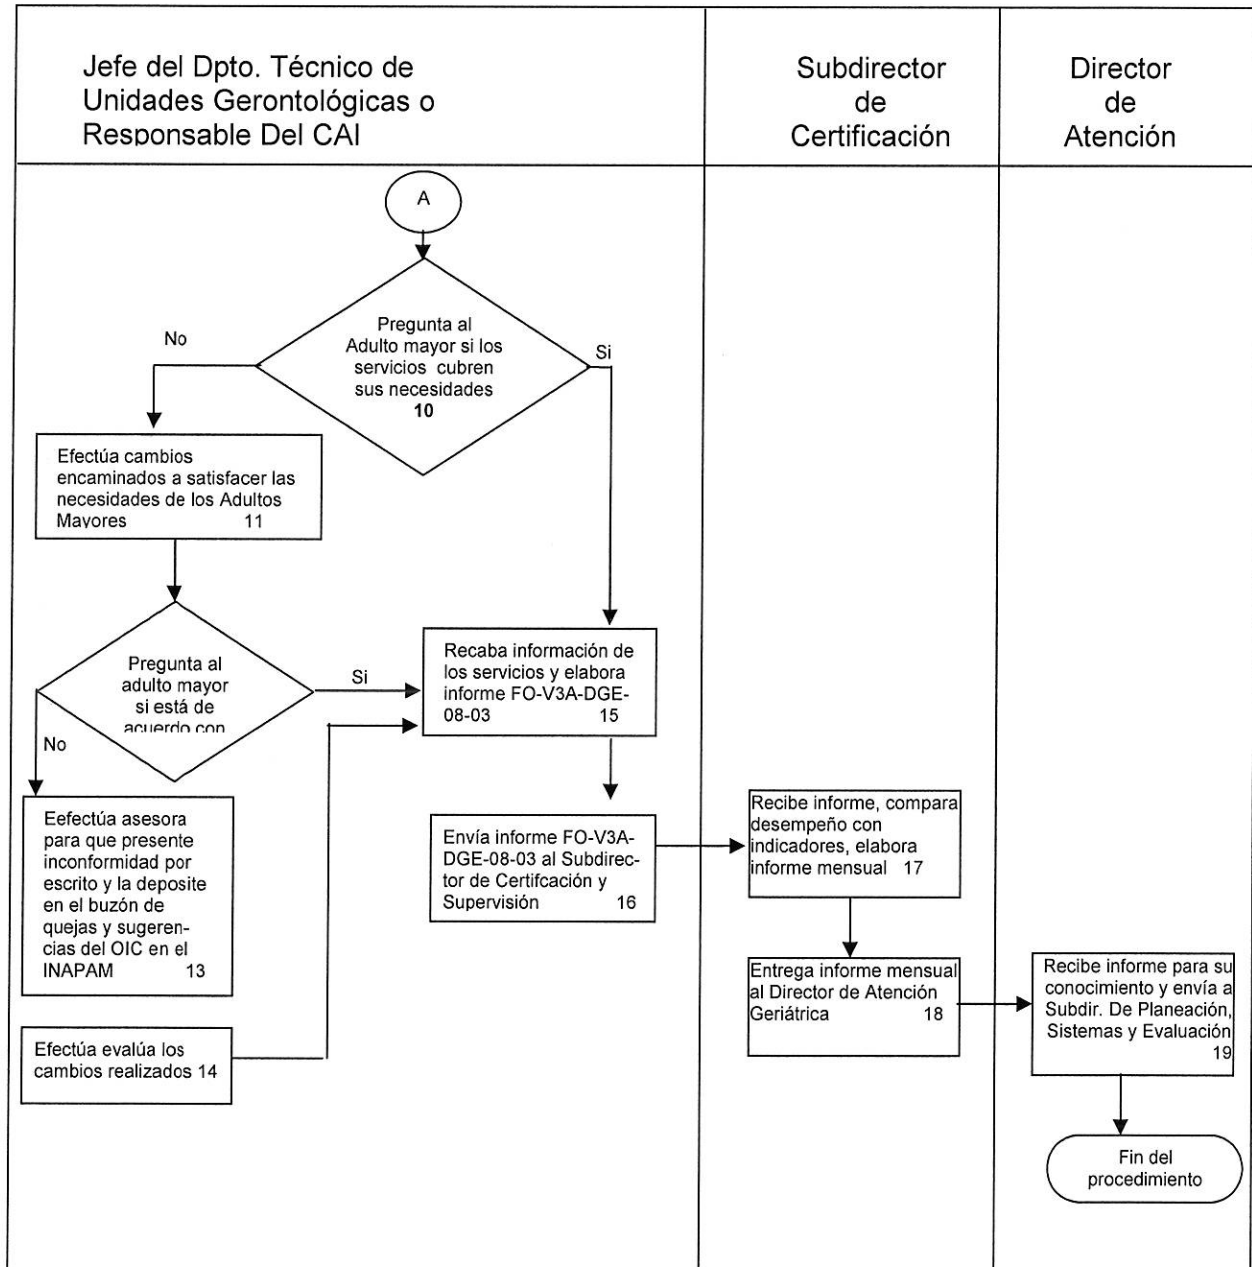 Jefe del Dpto. Técnico de
Unidades Gerontológicas o
Responsable Del CAI
Subdirector
de
Certificación
Director
de
Atención
A
Pregunta al
Adulto mayor si los
servicios cubren
sus necesidades
10
No
Si
Efectúa cambios
encaminados a satisfacer las
necesidades de los Adultos
Mayores 11
Pregunta al
adulto mayor
si está de
acuerdo con
Si
No
Recaba información de
los servicios y elabora
informe FO-V3A-DGE-
08-03 15
Eefectúa asesora
para que presente
inconformidad por
escrito y la deposite
en el buzón de
quejas y sugeren-
cias del OIC en el
INAPAM 13
Envía informe FO-V3A-
DGE-08-03 al Subdirec-
tor de Certifcación y
Supervisión 16
Recibe informe, compara
desempeño con
indicadores, elabora
informe mensual 17
Entrega informe mensual
al Director de Atención
Geriátrica 18
Recibe informe para su
conocimiento y envía a
Subdir. De Planeación,
Sistemas y Evaluación
19
Efectúa evalúa los
cambios realizados 14
Fin del
procedimiento